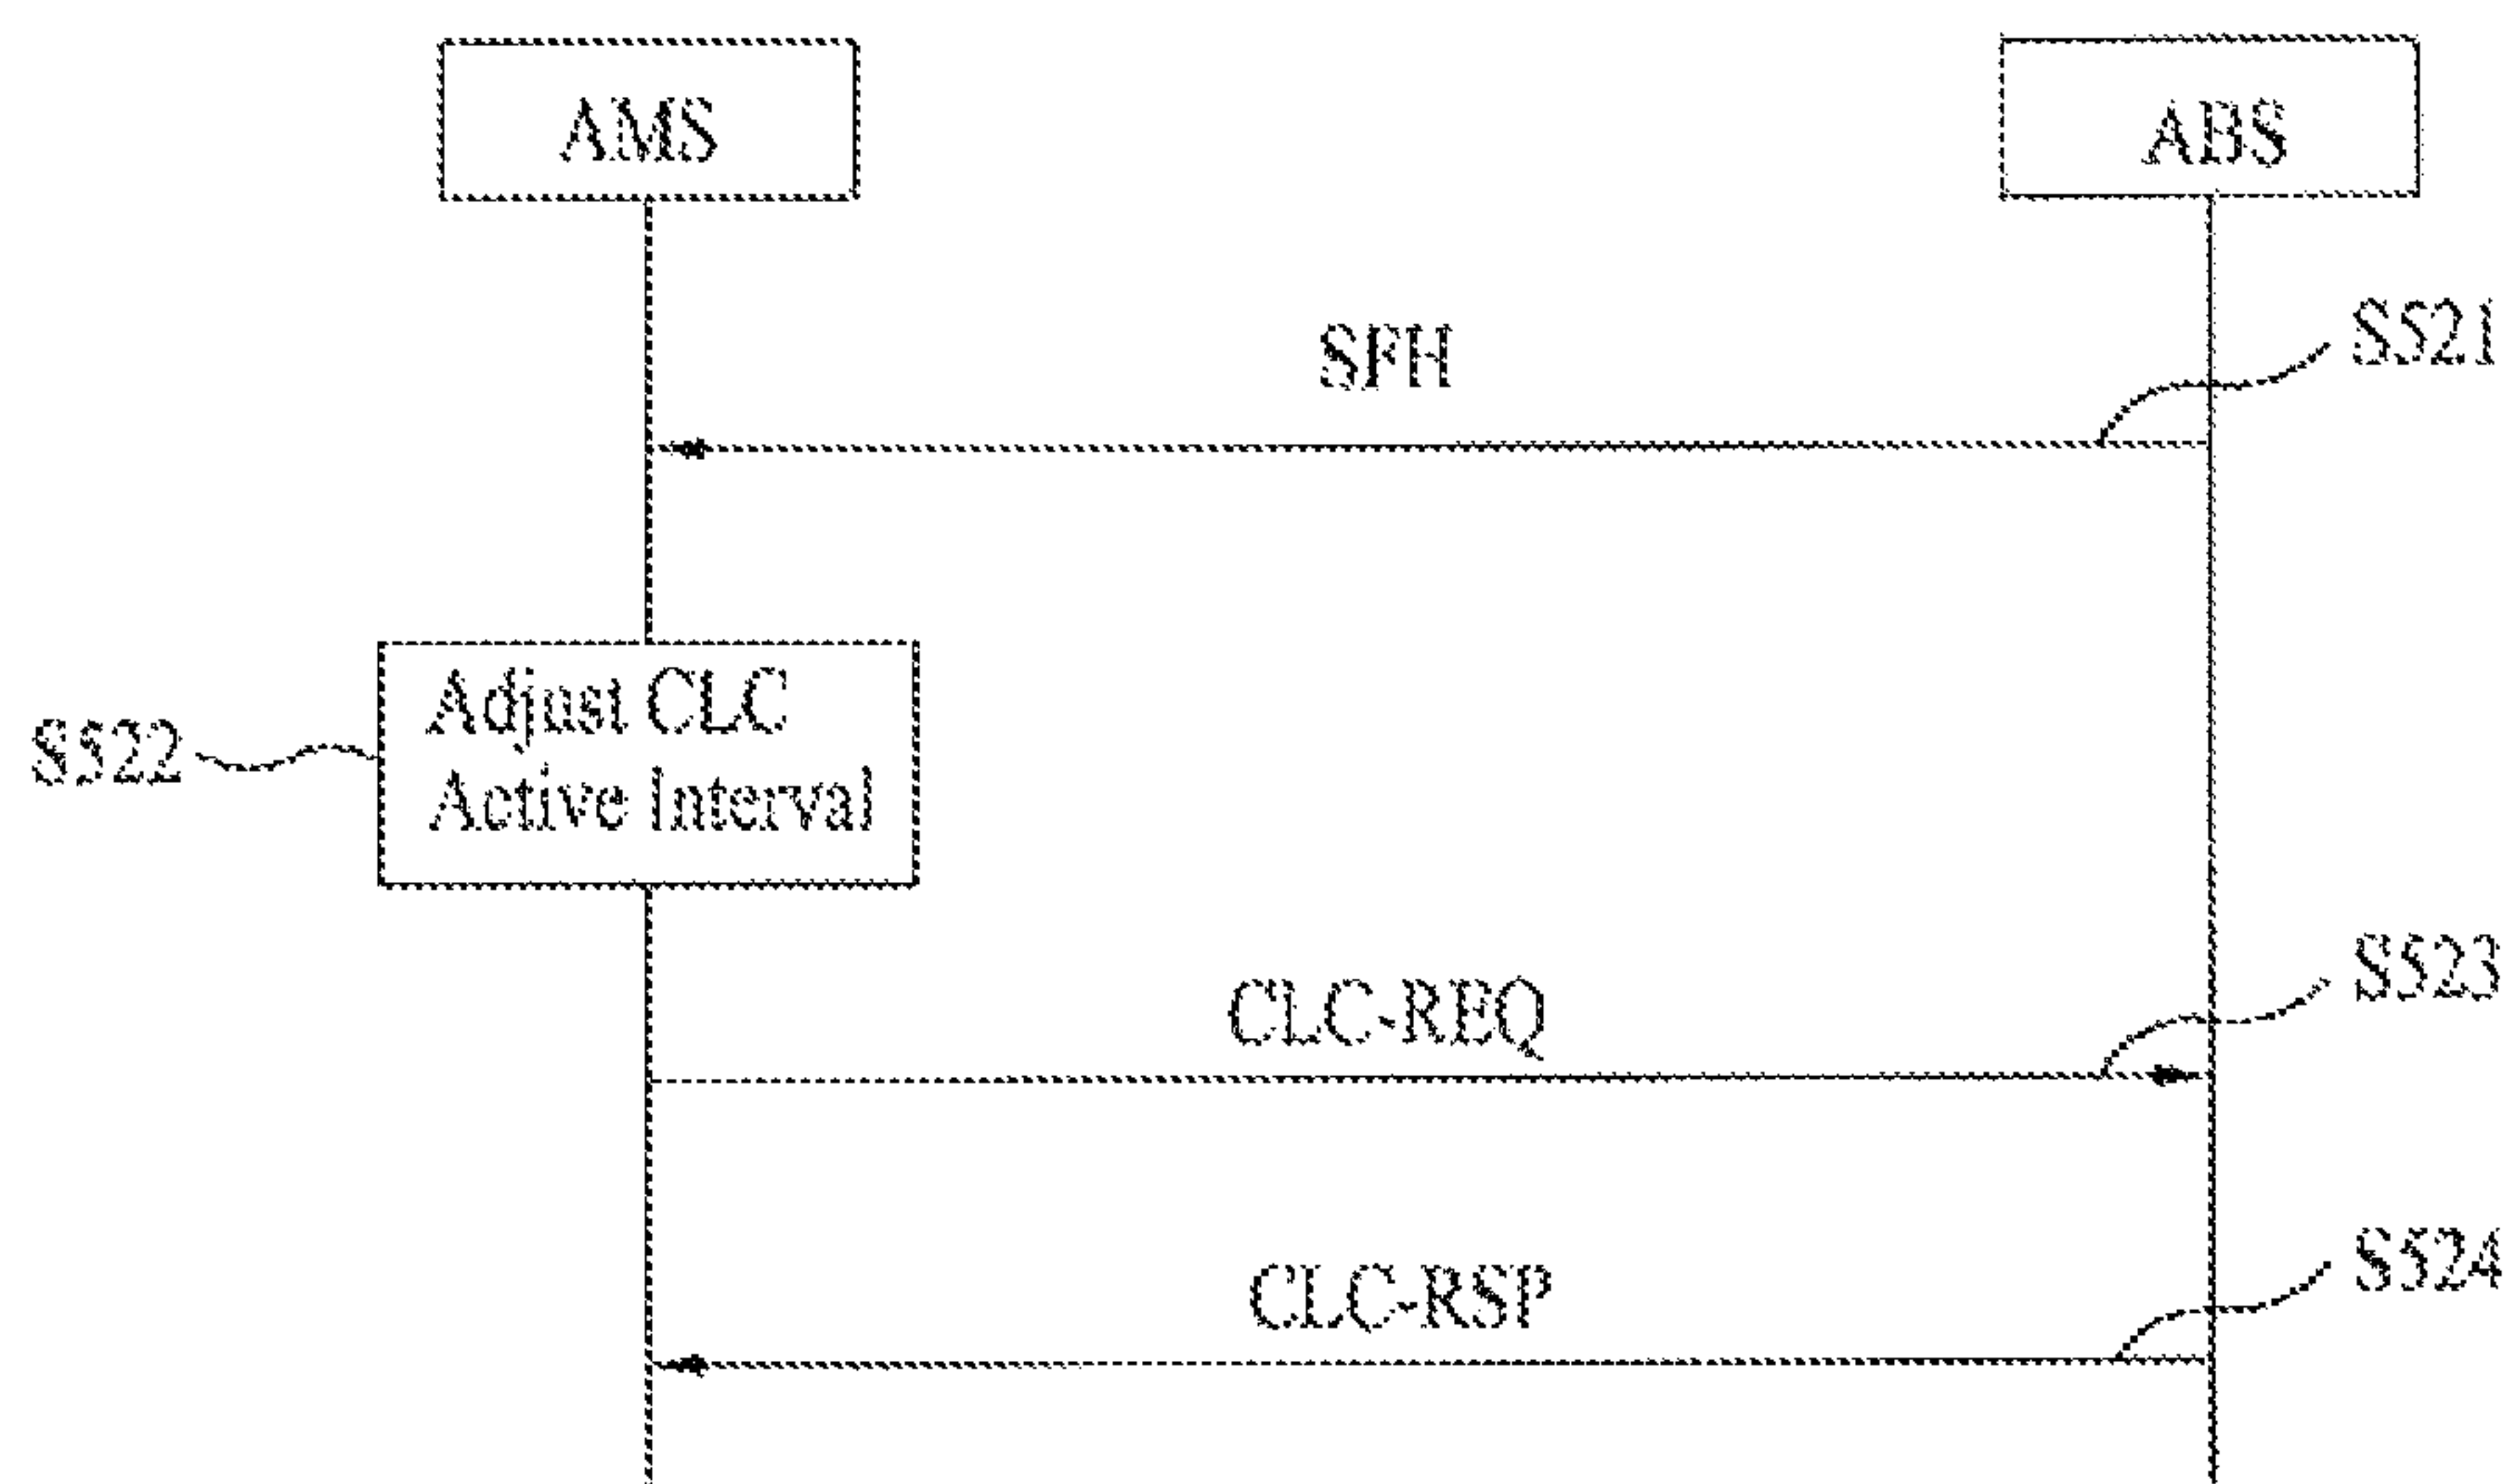 AMS
ABS
SFH
S521
Adjust CLC
Active Interval
S522
CLC-REQ
S523
CLC-RSP
S524